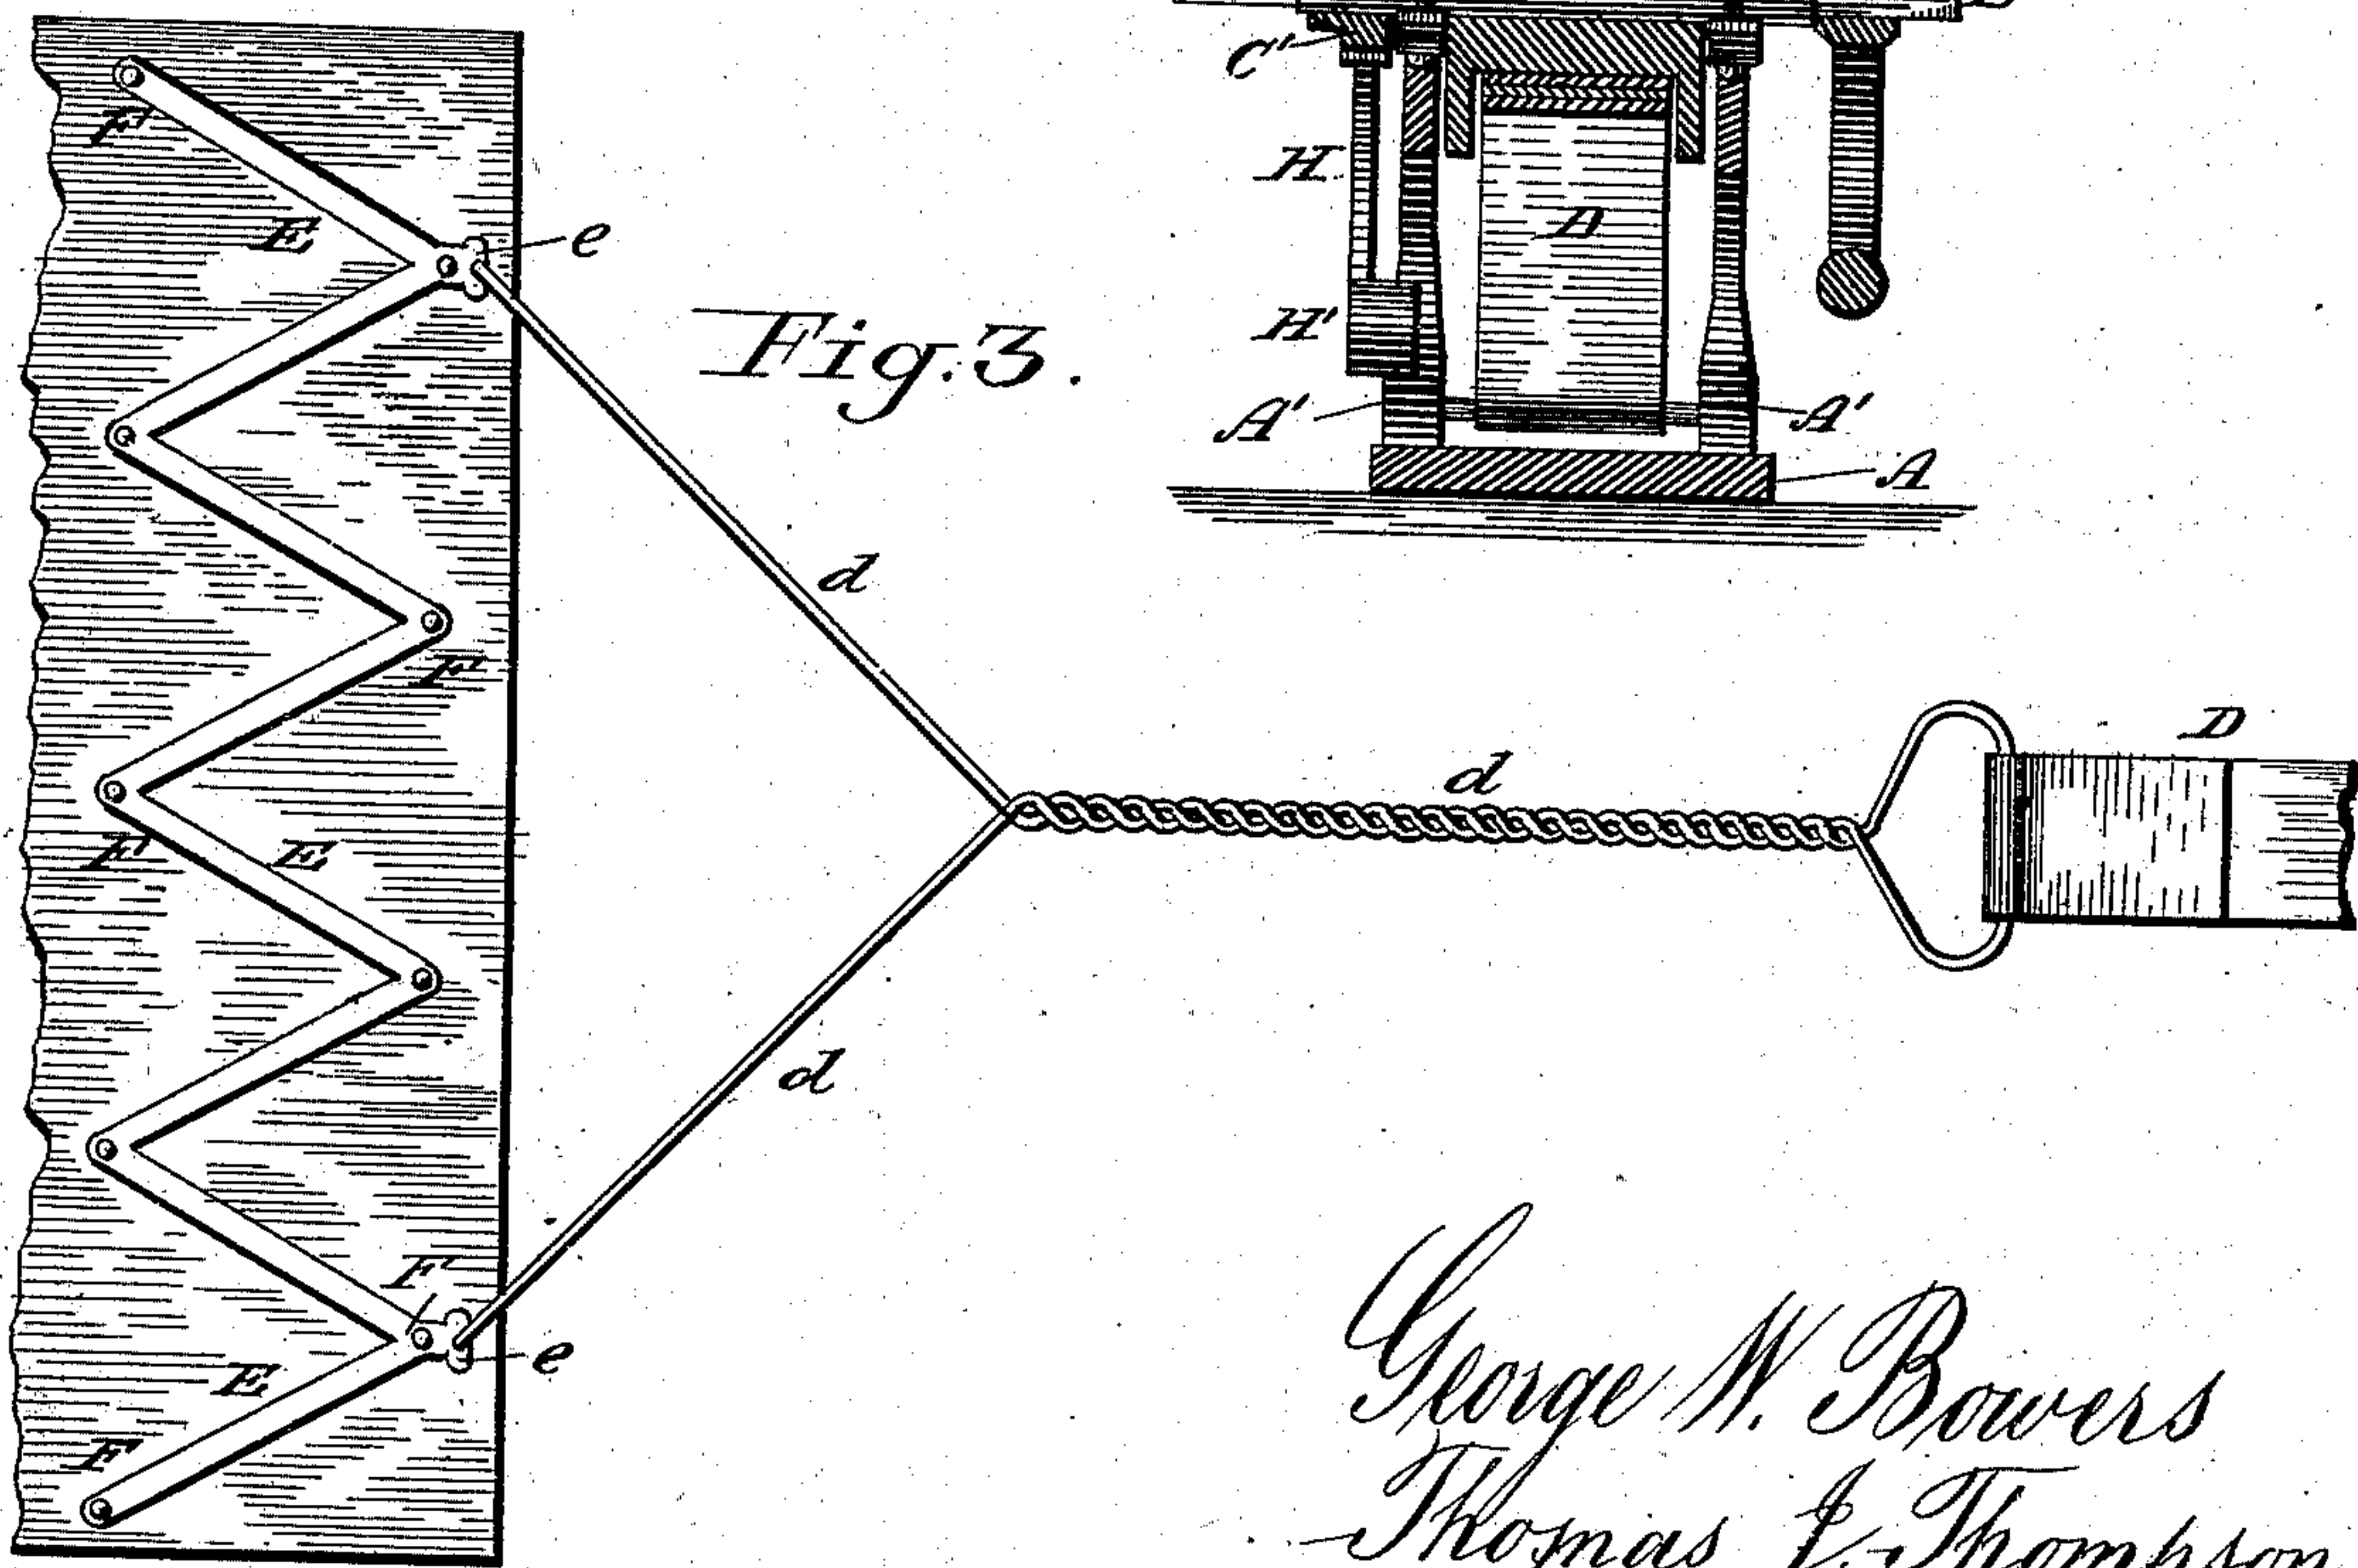 C'
F
H
E
e
D
Fig. 3.
H'
A'
A'
A
d
F
D
d
F
E
d
F
e
E
F
George W. Bowers
Thomas J. Thompson